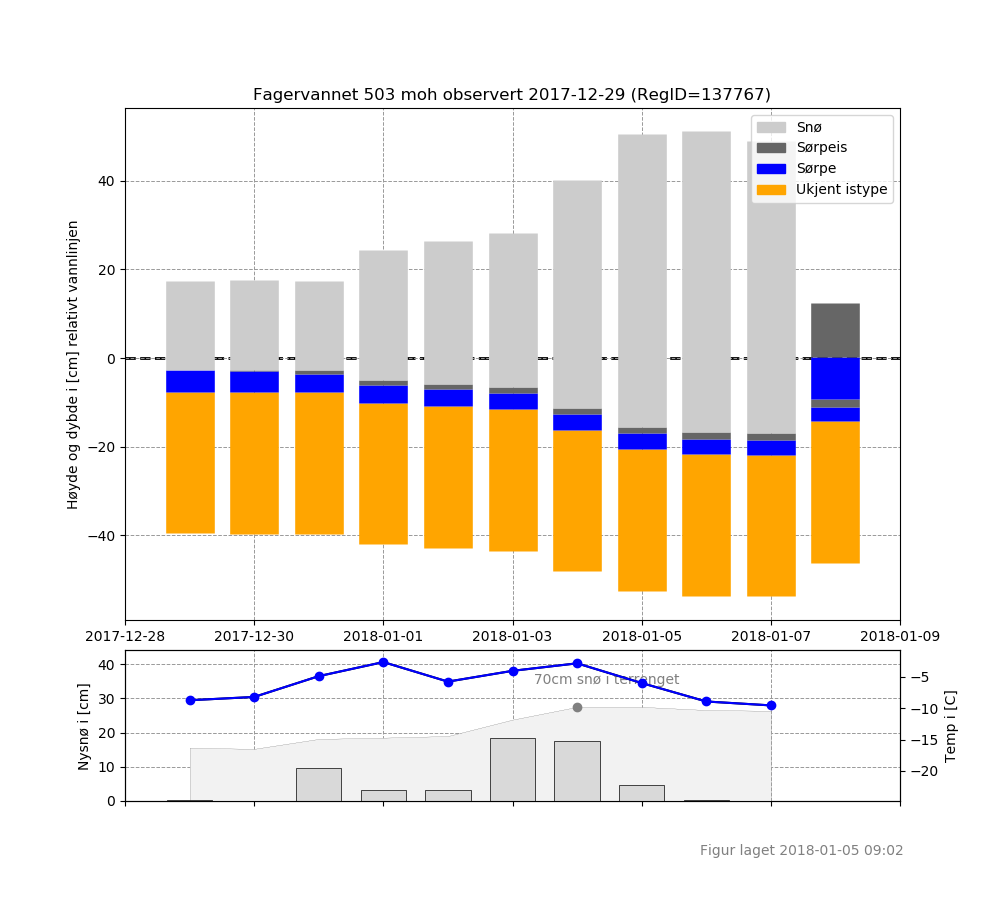 Fagervannet 503 moh observert 2017-12-29 (RegID=137767)
Snø
Sørpeis
Sørpe
Ukjent istype
Høyde og dybde i [cm] relativt vannlinjen
40
20
0
−20
−40
2017-12-28
2017-12-30
2018-01-01
2018-01-03
2018-01-05
2018-01-07
2018-01-09
Nysnø i [cm]
40
30
20
10
0
70cm snø i terrenget
−5
−10
−15
−20
Temp i [C]
Figur laget 2018-01-05 09:02